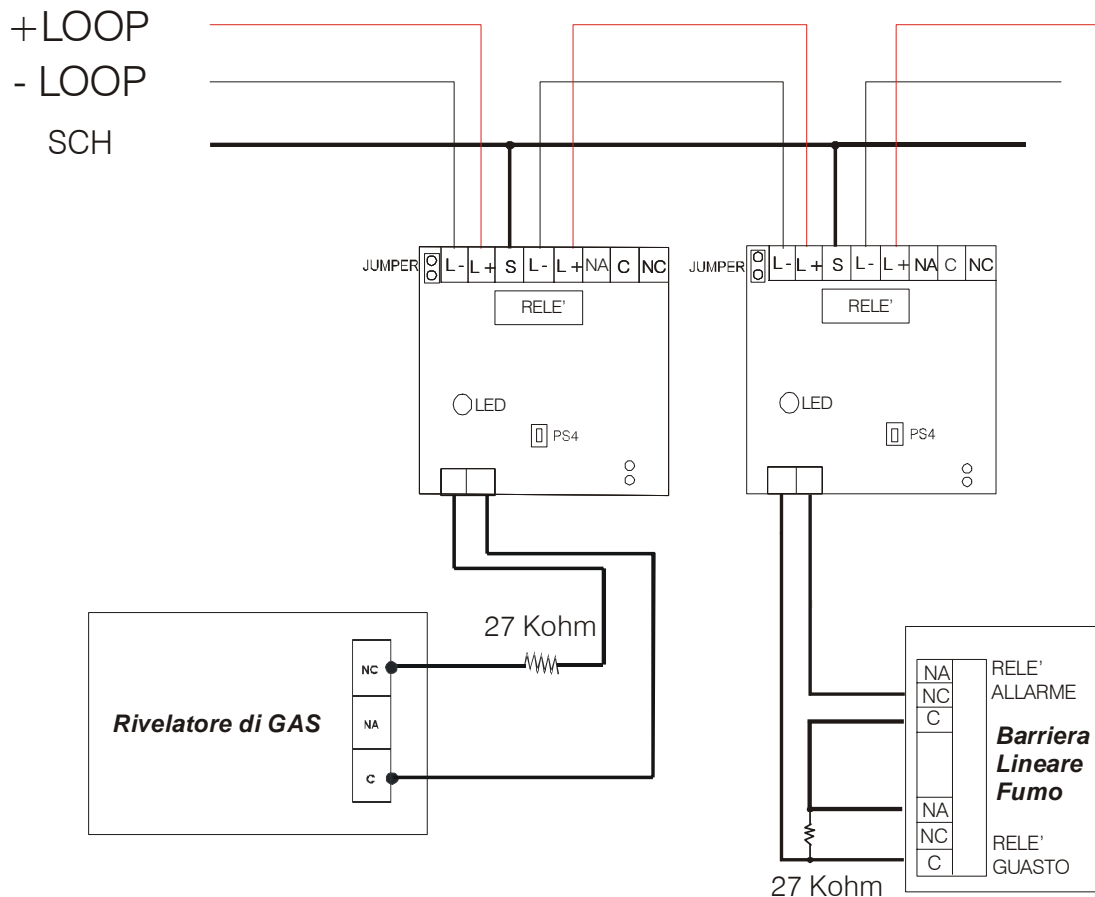 +LOOP
- LOOP
SCH
JUMPER L - L + S L - L + NA C NC
RELE'
LED
PS4
JUMPER L - L + S L - L + NA C NC
RELE'
LED
PS4
27 Kohm
Rivelatore di GAS
NC
NA
C
NA
NC
C
RELE'
ALLARME
Barriera
Lineare
Fumo
NA
NC
C
RELE'
GUASTO
27 Kohm